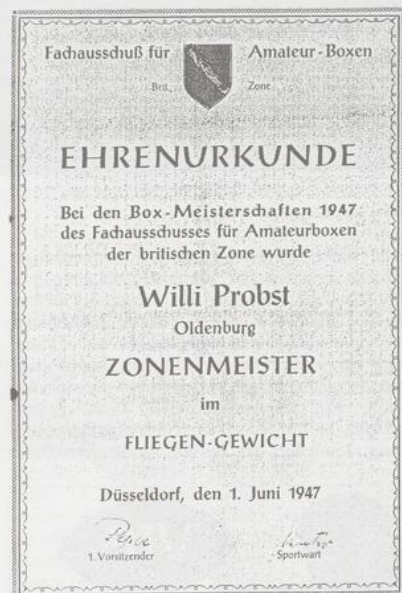 Fachausschuß für Amateur-Boxen
Brit. Zone
EHRENURKUNDE
Bei den Box-Meisterschaften 1947
des Fachausschusses für Amateurboxen
der britischen Zone wurde
Willi Probst
Oldenburg
ZONENMEISTER
im
FLIEGEN-GEWICHT
Düsseldorf, den 1. Juni 1947
1. Vorsitzender Sportwart